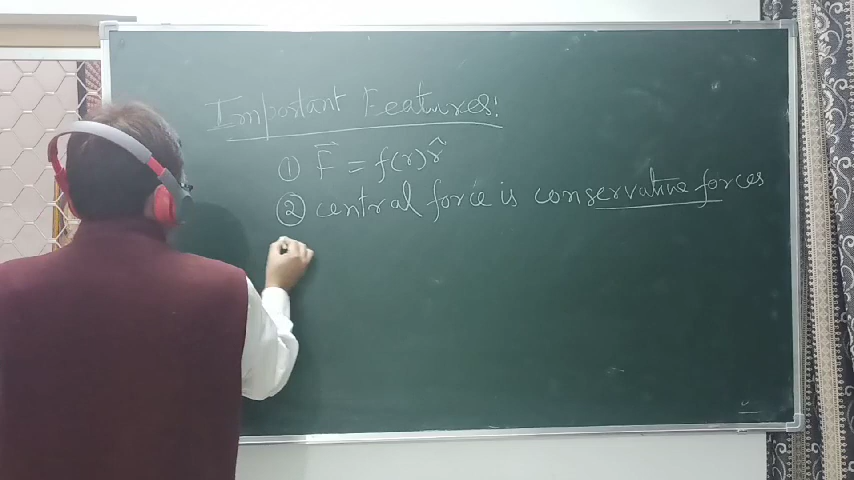 Important Features:
① F⃗ = f(r) r̂
② central force is conservative forces